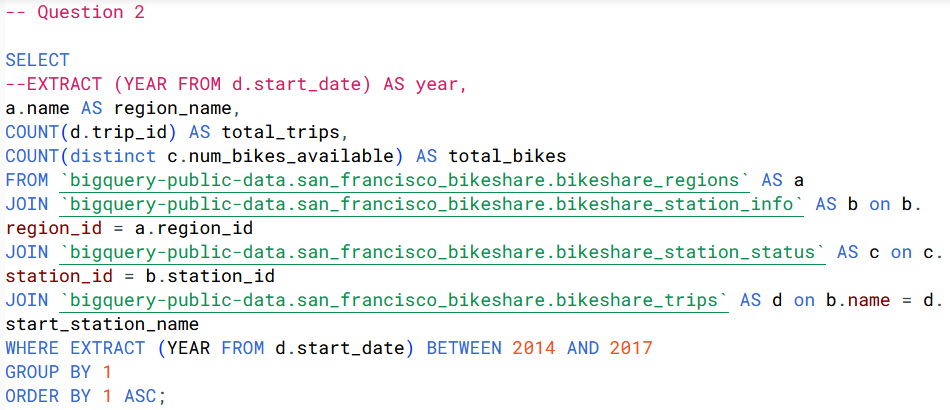 -- Question 2
SELECT
--EXTRACT (YEAR FROM d.start_date) AS year,
a.name AS region_name,
COUNT(d.trip_id) AS total_trips,
COUNT(distinct c.num_bikes_available) AS total_bikes
FROM `bigquery-public-data.san_francisco_bikeshare.bikeshare_regions` AS a
JOIN `bigquery-public-data.san_francisco_bikeshare.bikeshare_station_info` AS b on b.
region_id = a.region_id
JOIN `bigquery-public-data.san_francisco_bikeshare.bikeshare_station_status` AS c on c.
station_id = b.station_id
JOIN `bigquery-public-data.san_francisco_bikeshare.bikeshare_trips` AS d on b.name = d.
start_station_name
WHERE EXTRACT (YEAR FROM d.start_date) BETWEEN 2014 AND 2017
GROUP BY 1
ORDER BY 1 ASC;